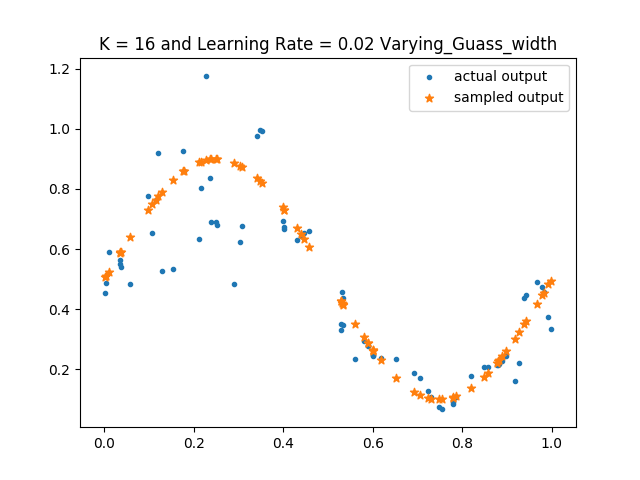 K = 16 and Learning Rate = 0.02 Varying_Guass_width
actual output
sampled output
1.2
1.0
0.8
0.6
0.4
0.2
0.0 0.2 0.4 0.6 0.8 1.0